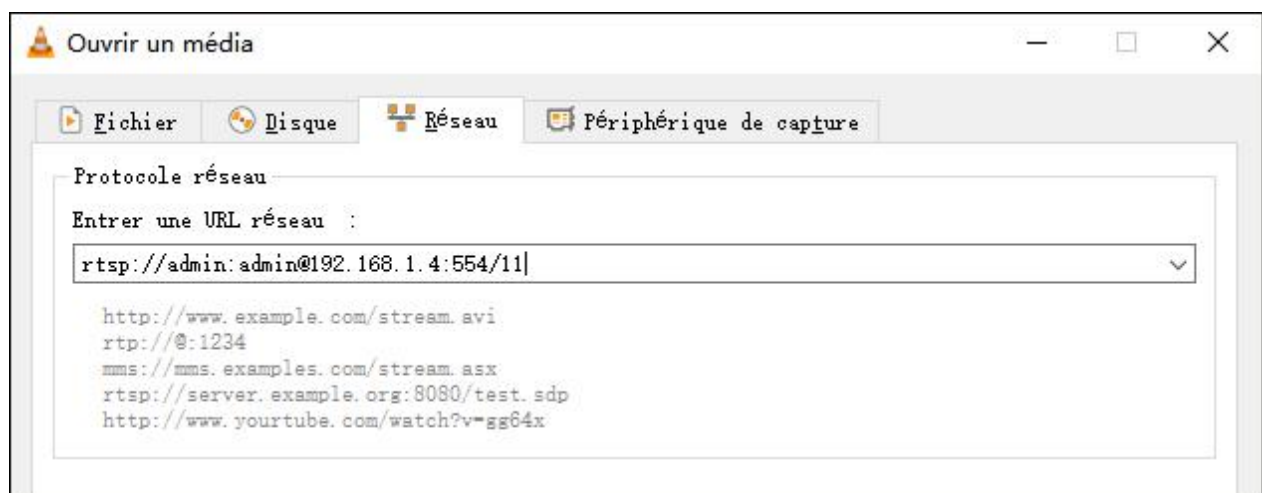 Ouvrir un média
Fichier Disque Réseau Périphérique de capture
Protocole réseau
Entrer une URL réseau :
rtsp://admin:admin@192.168.1.4:554/11
http://www.example.com/stream.avi
rtp://@:1234
mms://mms.examples.com/stream.asx
rtsp://server.example.org:8080/test.sdp
http://www.yourtube.com/watch?v=gg64x